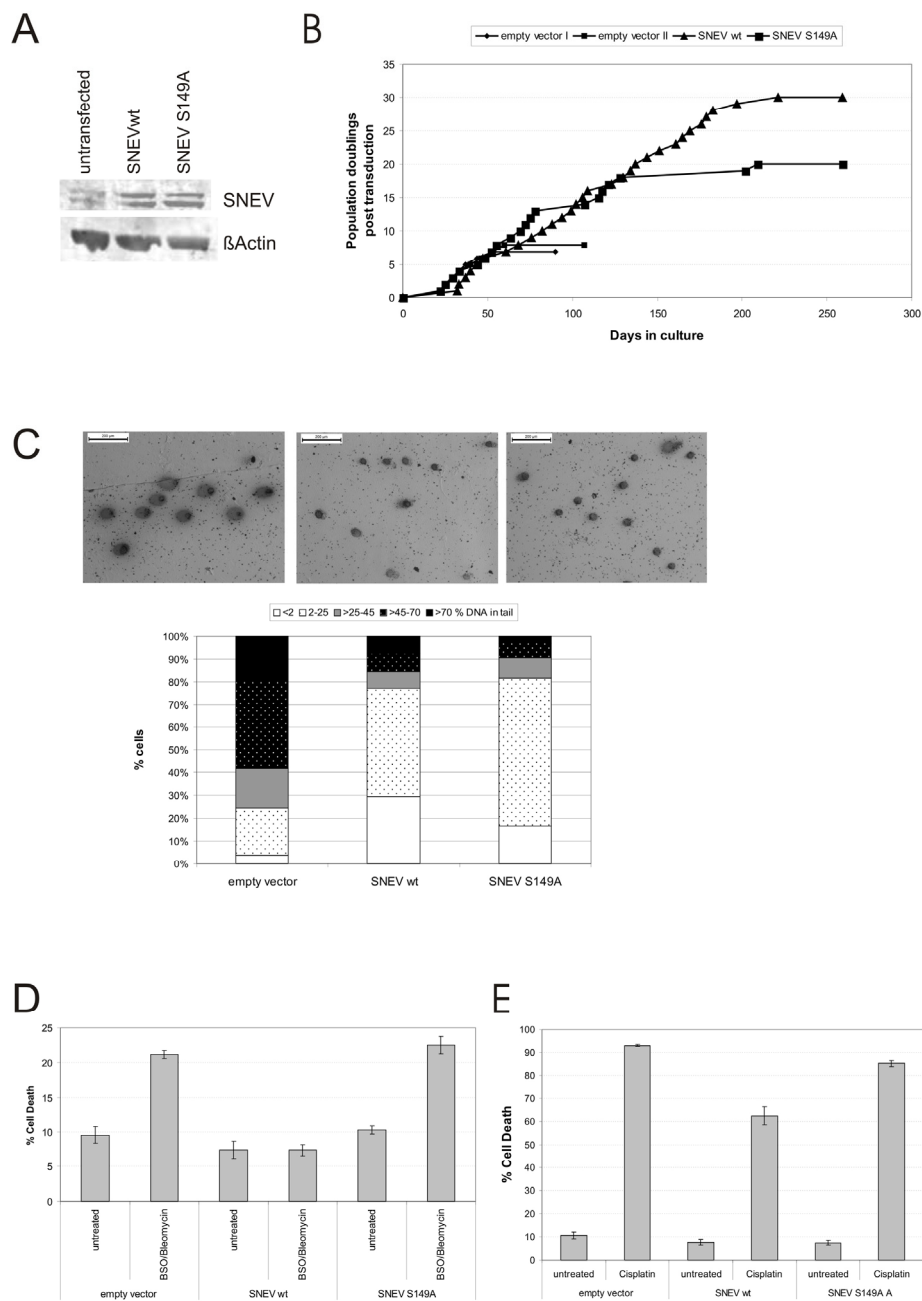 A
untransfected
SNEVwt
SNEV S149A
SNEV
ßActin
B
empty vector I empty vector II SNEV wt SNEV S149A
Population doublings
post transduction
35
30
25
20
15
10
5
0
0 50 100 150 200 250 300
Days in culture
C
200 µm
200 µm
200 µm
<2 2-25 >25-45 >45-70 >70 % DNA in tail
% cells
100%
90%
80%
70%
60%
50%
40%
30%
20%
10%
0%
empty vector SNEV wt SNEV S149A
D
% Cell Death
25
20
15
10
5
0
untreated BSO/Bleomycin untreated BSO/Bleomycin untreated BSO/Bleomycin
empty vector SNEV wt SNEV S149A
E
% Cell Death
100
90
80
70
60
50
40
30
20
10
0
untreated Cisplatin untreated Cisplatin untreated Cisplatin
empty vector SNEV wt SNEV S149A A